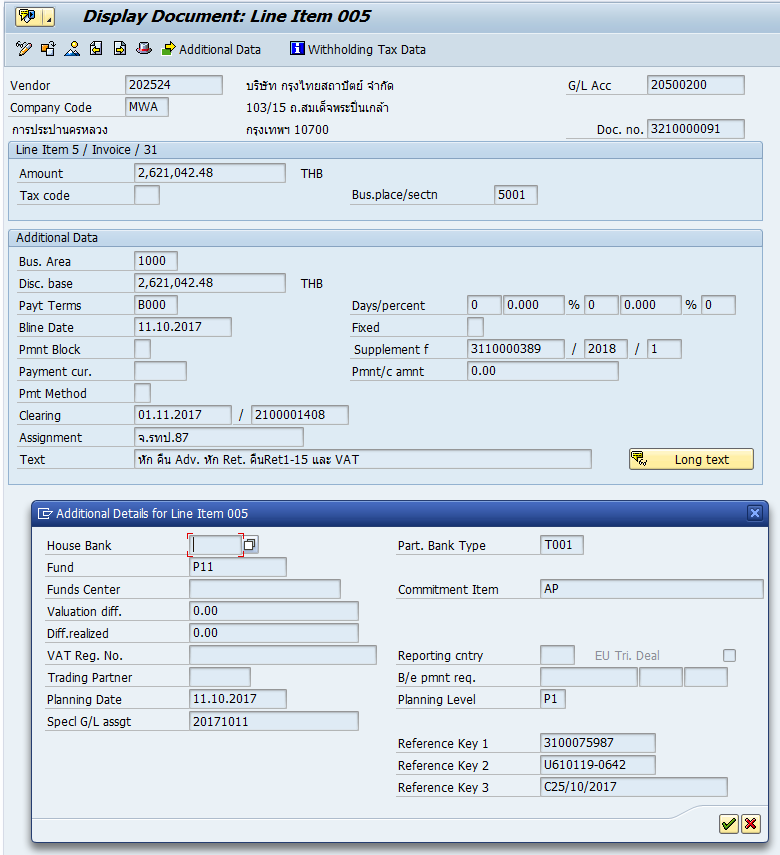 Display Document: Line Item 005
Additional Data Withholding Tax Data
Vendor 202524 บริษัท กรุงไทยสถาปัตย์ จำกัด G/L Acc 20500200
Company Code MWA 103/15 ถ.สมเด็จพระปิ่นเกล้า
การประปานครหลวง กรุงเทพฯ 10700 Doc. no. 3210000091
Line Item 5 / Invoice / 31
Amount 2,621,042.48 THB
Tax code Bus.place/sectn 5001
Additional Data
Bus. Area 1000
Disc. base 2,621,042.48 THB
Payt Terms B000 Days/percent 0 0.000 % 0 0.000 % 0
Bline Date 11.10.2017 Fixed
Pmnt Block Supplement f 3110000389 / 2018 / 1
Payment cur. Pmnt/c amnt 0.00
Pmt Method
Clearing 01.11.2017 / 2100001408
Assignment จ.รทป.87
Text หัก คืน Adv. หัก Ret. คืนRet1-15 และ VAT Long text
Additional Details for Line Item 005
House Bank Part. Bank Type T001
Fund P11
Funds Center Commitment Item AP
Valuation diff. 0.00
Diff.realized 0.00
VAT Reg. No. Reporting cntry EU Tri. Deal
Trading Partner B/e pmnt req.
Planning Date 11.10.2017 Planning Level P1
Specl G/L assgt 20171011
Reference Key 1 3100075987
Reference Key 2 U610119-0642
Reference Key 3 C25/10/2017